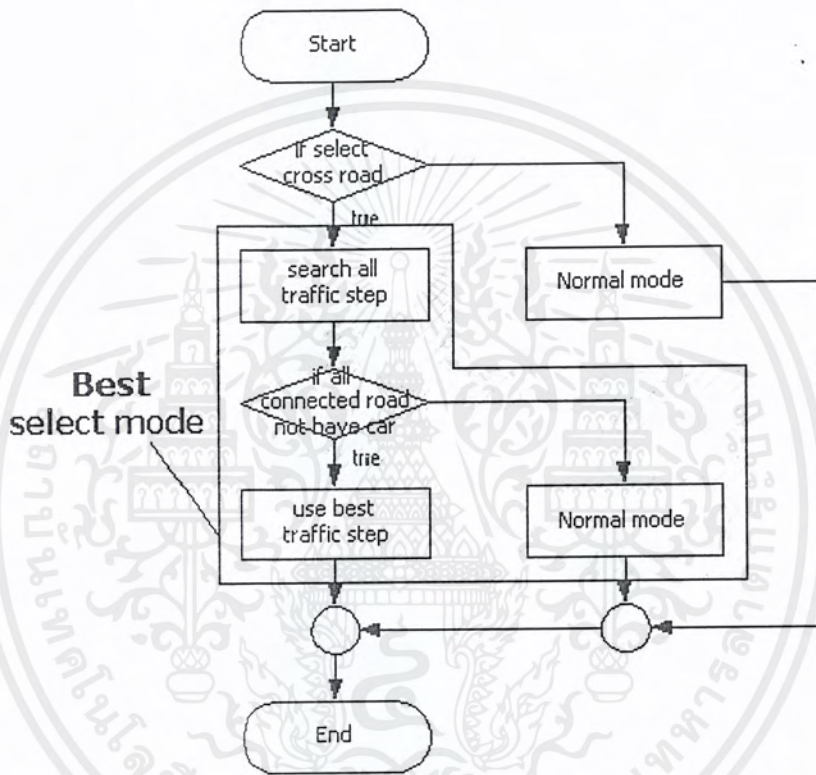 Start
if select
cross road
true
search all
traffic step
Normal mode
if all
connected road
not have car
true
Best
select mode
use best
traffic step
Normal mode
End